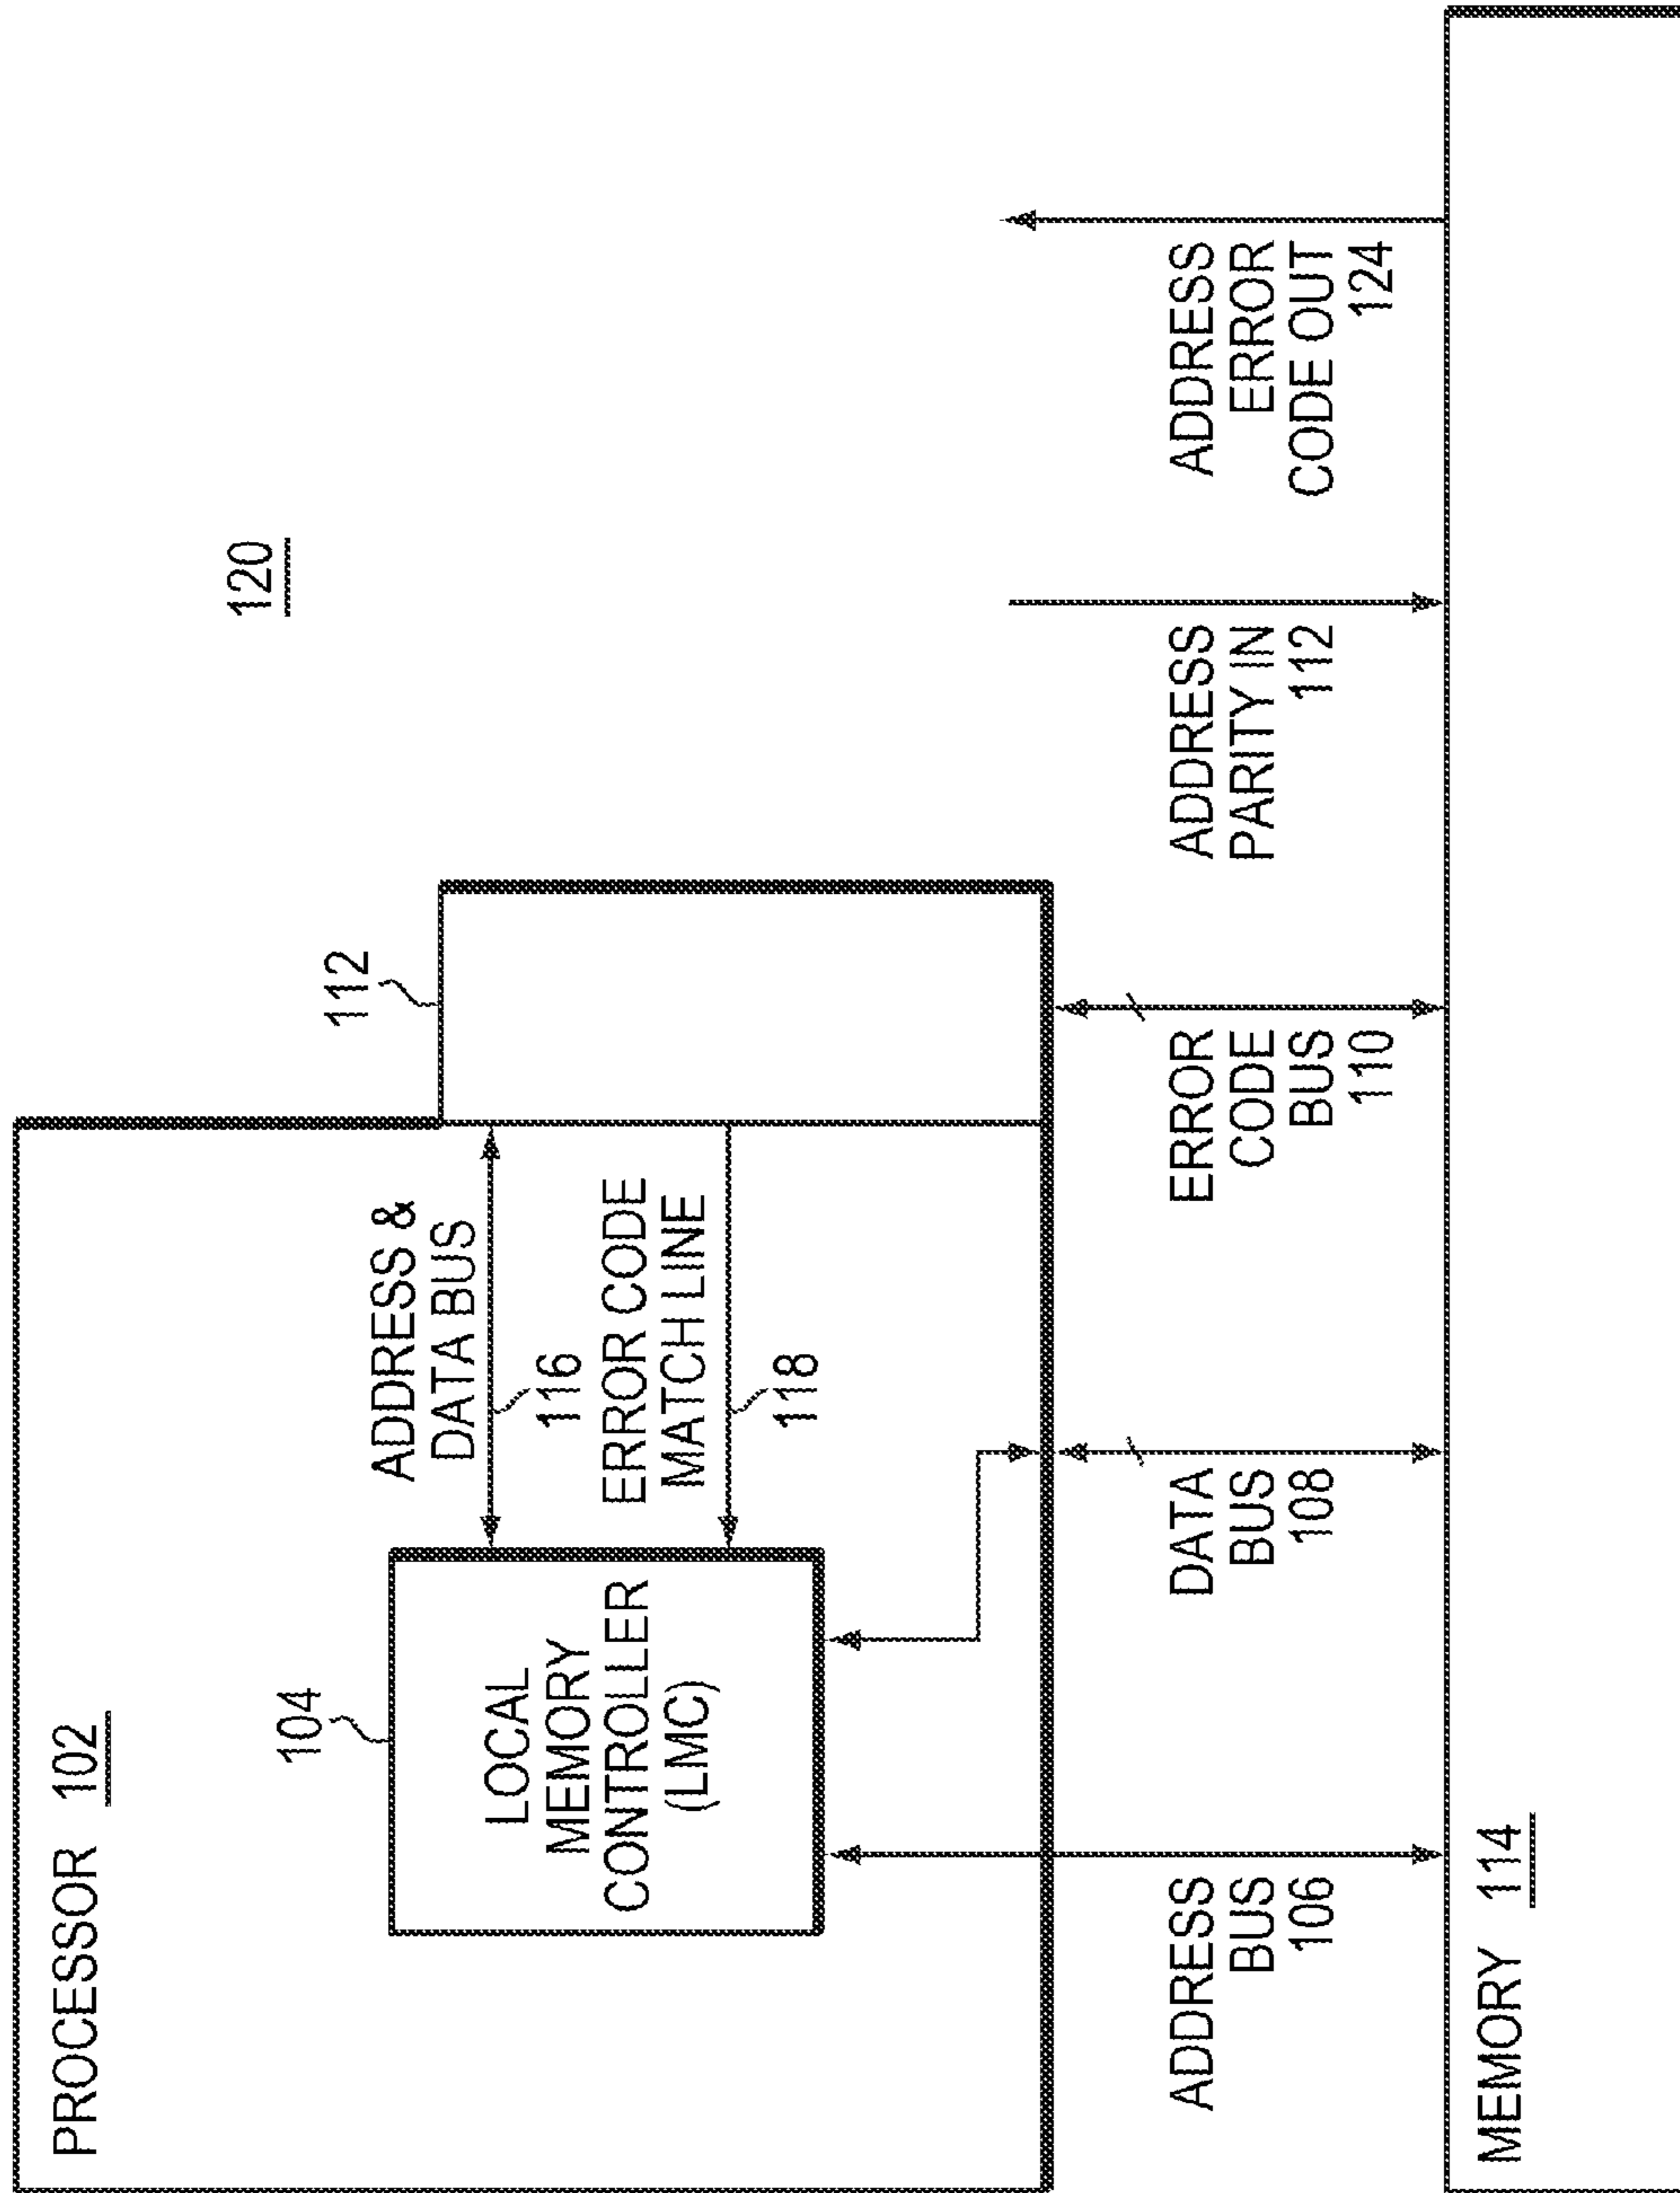 PROCESSOR 102
120
112
104
ADDRESS &
DATA BUS
116
ERROR CODE
MATCH LINE
118
LOCAL
MEMORY
CONTROLLER
(LMC)
ADDRESS
BUS
106
DATA
BUS
108
ERROR
CODE
BUS
110
ADDRESS
PARITY IN
112
ADDRESS
ERROR
CODE OUT
124
MEMORY 114